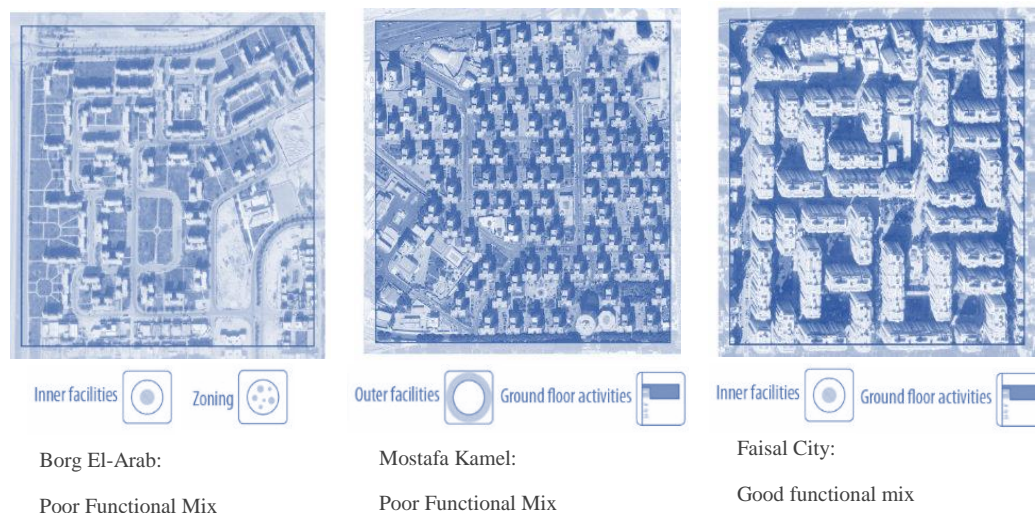 Inner facilities
Zoning
Outer facilities
Ground floor activities
Inner facilities
Ground floor activities
Borg El-Arab:
Poor Functional Mix
Mostafa Kamel:
Poor Functional Mix
Faisal City:
Good functional mix